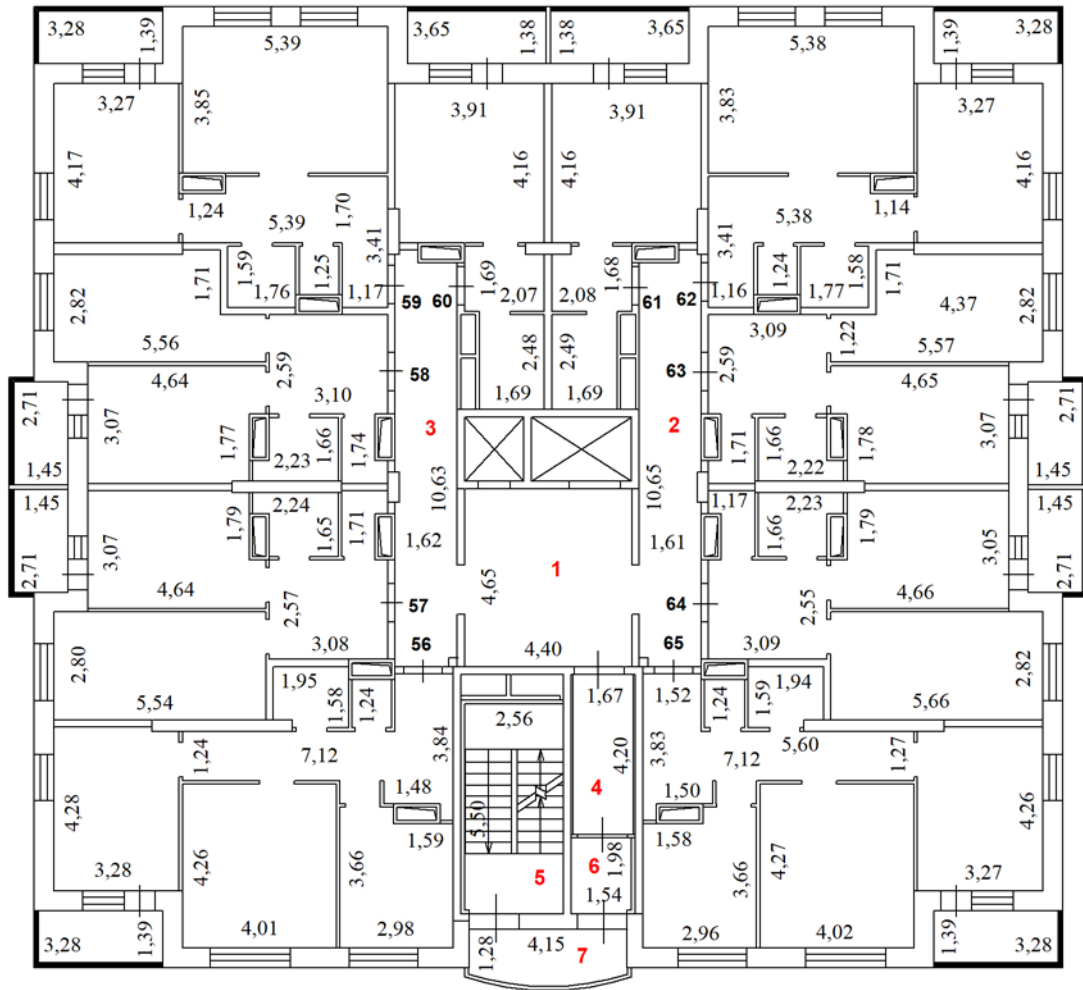 3,28 1,39 5,39 3,65 1,38 1,38 3,65 5,38 1,39 3,28
3,27 3,85 3,91 3,91 3,83 3,27
4,17 4,16 4,16 4,16
1,24 5,39 1,70 5,38 1,14
3,41 3,41
1,71 1,59 1,25 1,69 1,68 1,24 1,58 1,71
2,82 1,76 1,17 59 60 2,07 2,08 61 62 1,16 1,77 4,37 2,82
5,56 2,59 2,48 2,49 3,09 1,22 5,57
4,64 58 63 2,59 4,65
2,71 3,07 3,10 1,69 1,69 3,07 2,71
1,77 1,66 1,74 3 2 1,71 1,66 1,78
1,45 2,23 2,22 1,45
1,45 2,24 10,63 10,65 1,17 2,23 1,45
3,07 1,79 1,65 1,71 1,62 1,61 1,66 1,79 3,05
2,71 4,64 4,65 1 4,66 2,71
2,57 57 64 2,55
2,80 3,08 56 4,40 65 3,09 2,82
5,54 1,95 1,58 1,24 1,67 1,52 1,24 1,59 1,94 5,66
2,56
1,24 7,12 3,84 4,20 3,83 7,12 5,60 1,27
4,28 1,48 4 1,50 4,26
5,50
3,28 4,26 3,66 1,59 1,98 1,58 3,66 4,27 3,27
5 6 1,54
3,28 1,39 4,01 2,98 1,28 4,15 7 2,96 4,02 1,39 3,28